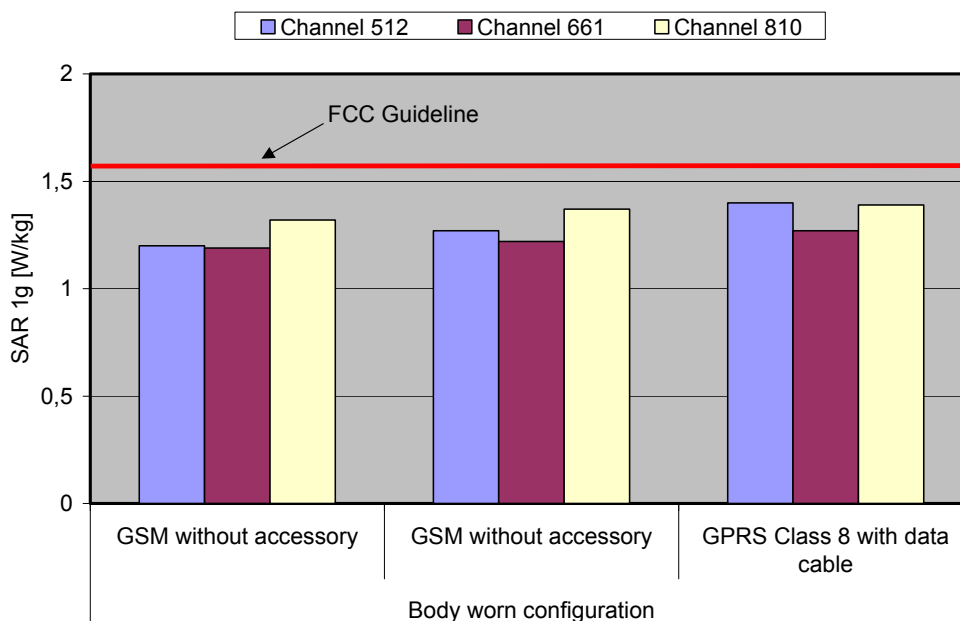 Channel 512 Channel 661 Channel 810
2
FCC Guideline
1,5
1
0,5
0
SAR 1g [W/kg]
GSM without accessory GSM without accessory GPRS Class 8 with data
cable
Body worn configuration